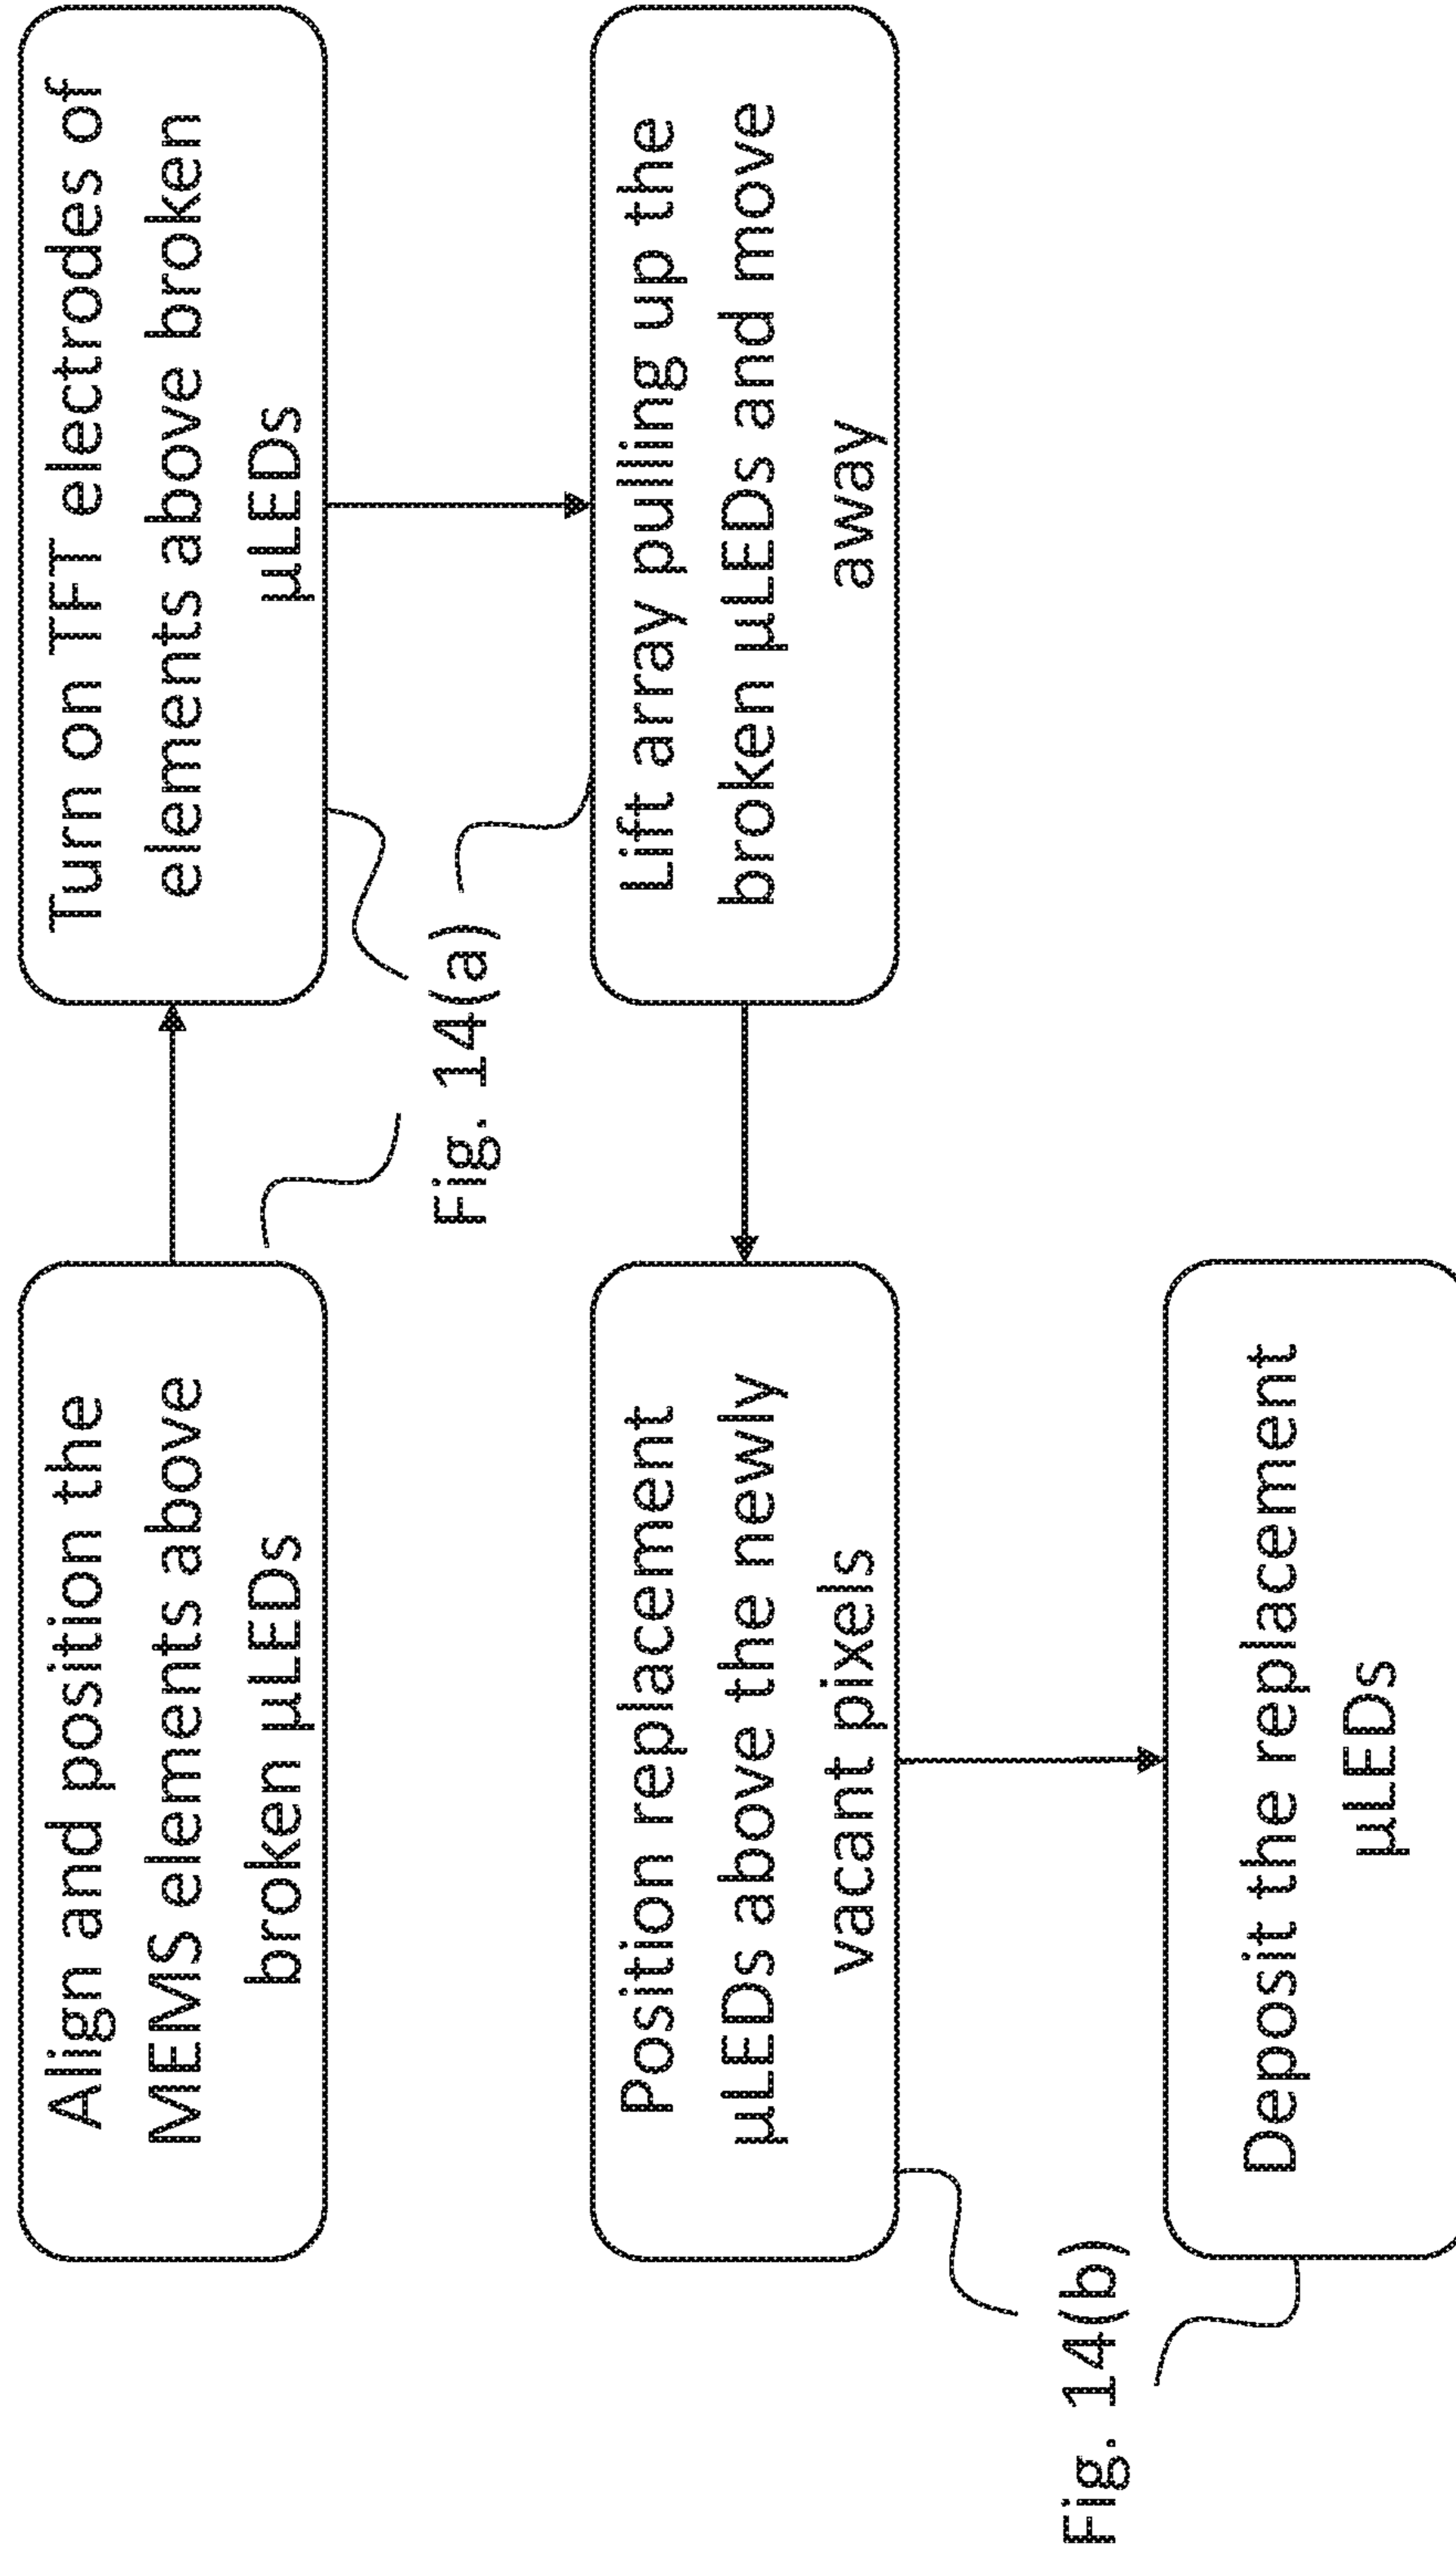 Align and position the
MEMS elements above
broken µLEDs
Turn on TFT electrodes of
elements above broken
µLEDs
Fig. 14(a)
Lift array pulling up the
broken µLEDs and move
away
Position replacement
µLEDs above the newly
vacant pixels
Fig. 14(b)
Deposit the replacement
µLEDs